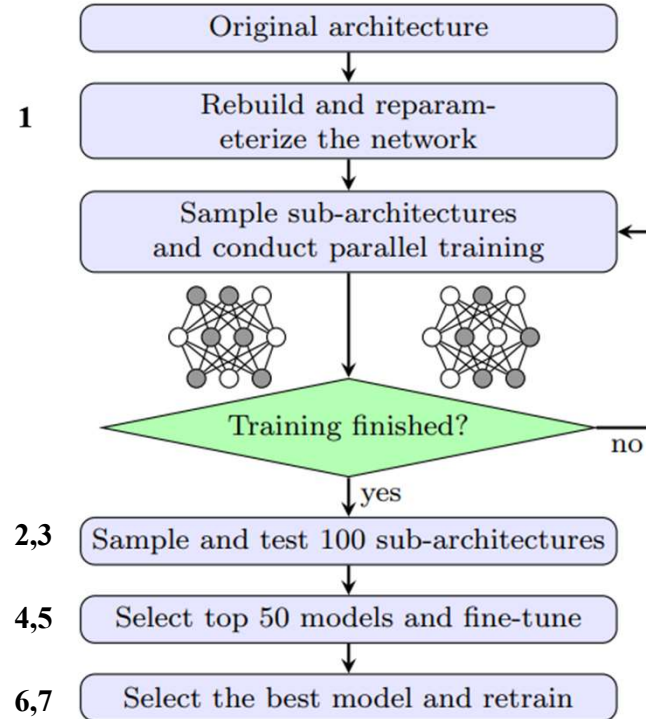 Original architecture
1
Rebuild and reparam-
eterize the network
Sample sub-architectures
and conduct parallel training
Training finished?
no
yes
2,3
Sample and test 100 sub-architectures
4,5
Select top 50 models and fine-tune
6,7
Select the best model and retrain